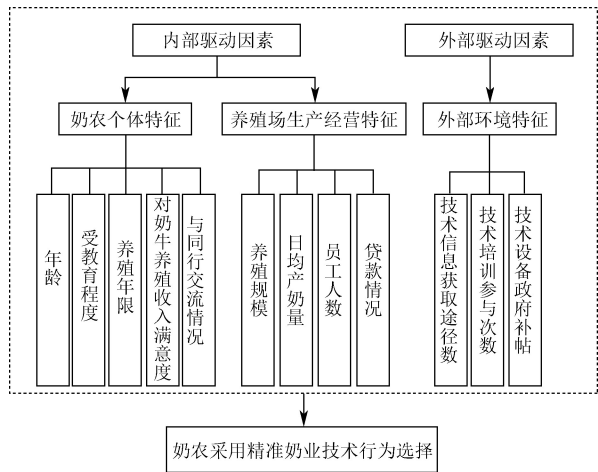 内部驱动因素
外部驱动因素
奶农个体特征
养殖场生产经营特征
外部环境特征
年龄
受教育程度
养殖年限
对奶牛养殖收入满意度
与同行交流情况
养殖规模
日均产奶量
员工人数
贷款情况
技术信息获取途径数
技术培训参与次数
技术设备政府补帖
奶农采用精准奶业技术行为选择